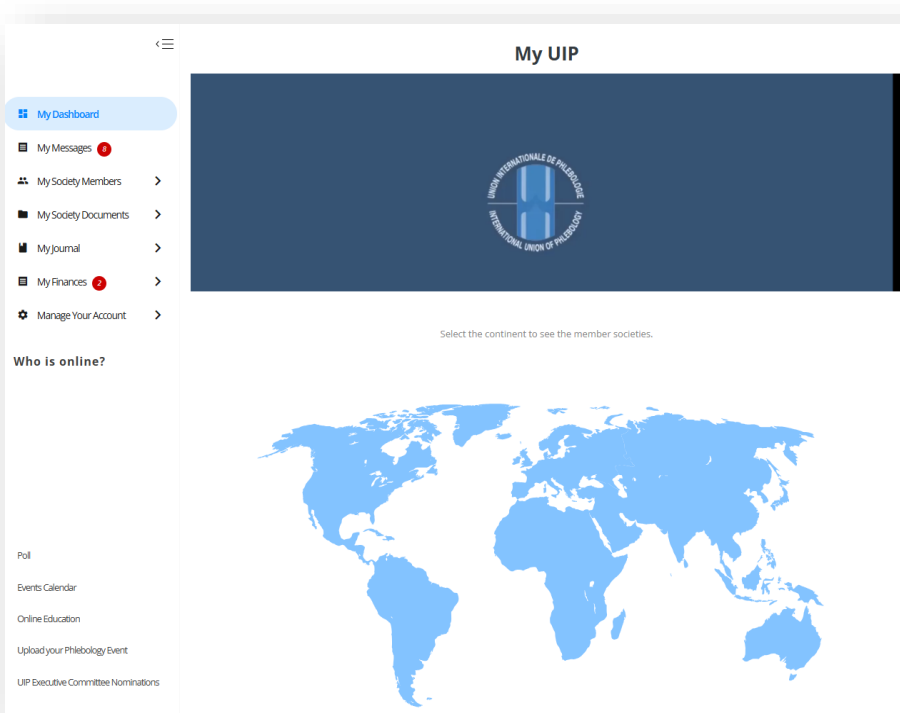 My UIP
My Dashboard
My Messages 8
My Society Members
My Society Documents
My Journal
My Finances 2
Manage Your Account
Who is online?
Poll
Events Calendar
Online Education
Upload your Phlebology Event
UIP Executive Committee Nominations
UNION INTERNATIONALE DE PHLEBOLOGIE
INTERNATIONAL UNION OF PHLEBOLOGY
Select the continent to see the member societies.